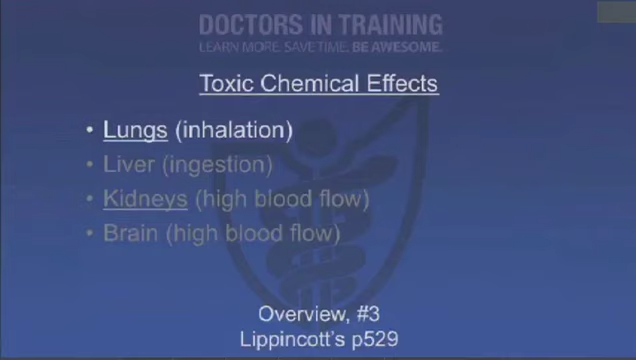 DOCTORS IN TRAINING
LEARN MORE. SAVE TIME. BE AWESOME.
Toxic Chemical Effects
• Lungs (inhalation)
• Liver (ingestion)
• Kidneys (high blood flow)
• Brain (high blood flow)
Overview, #3
Lippincott's p529